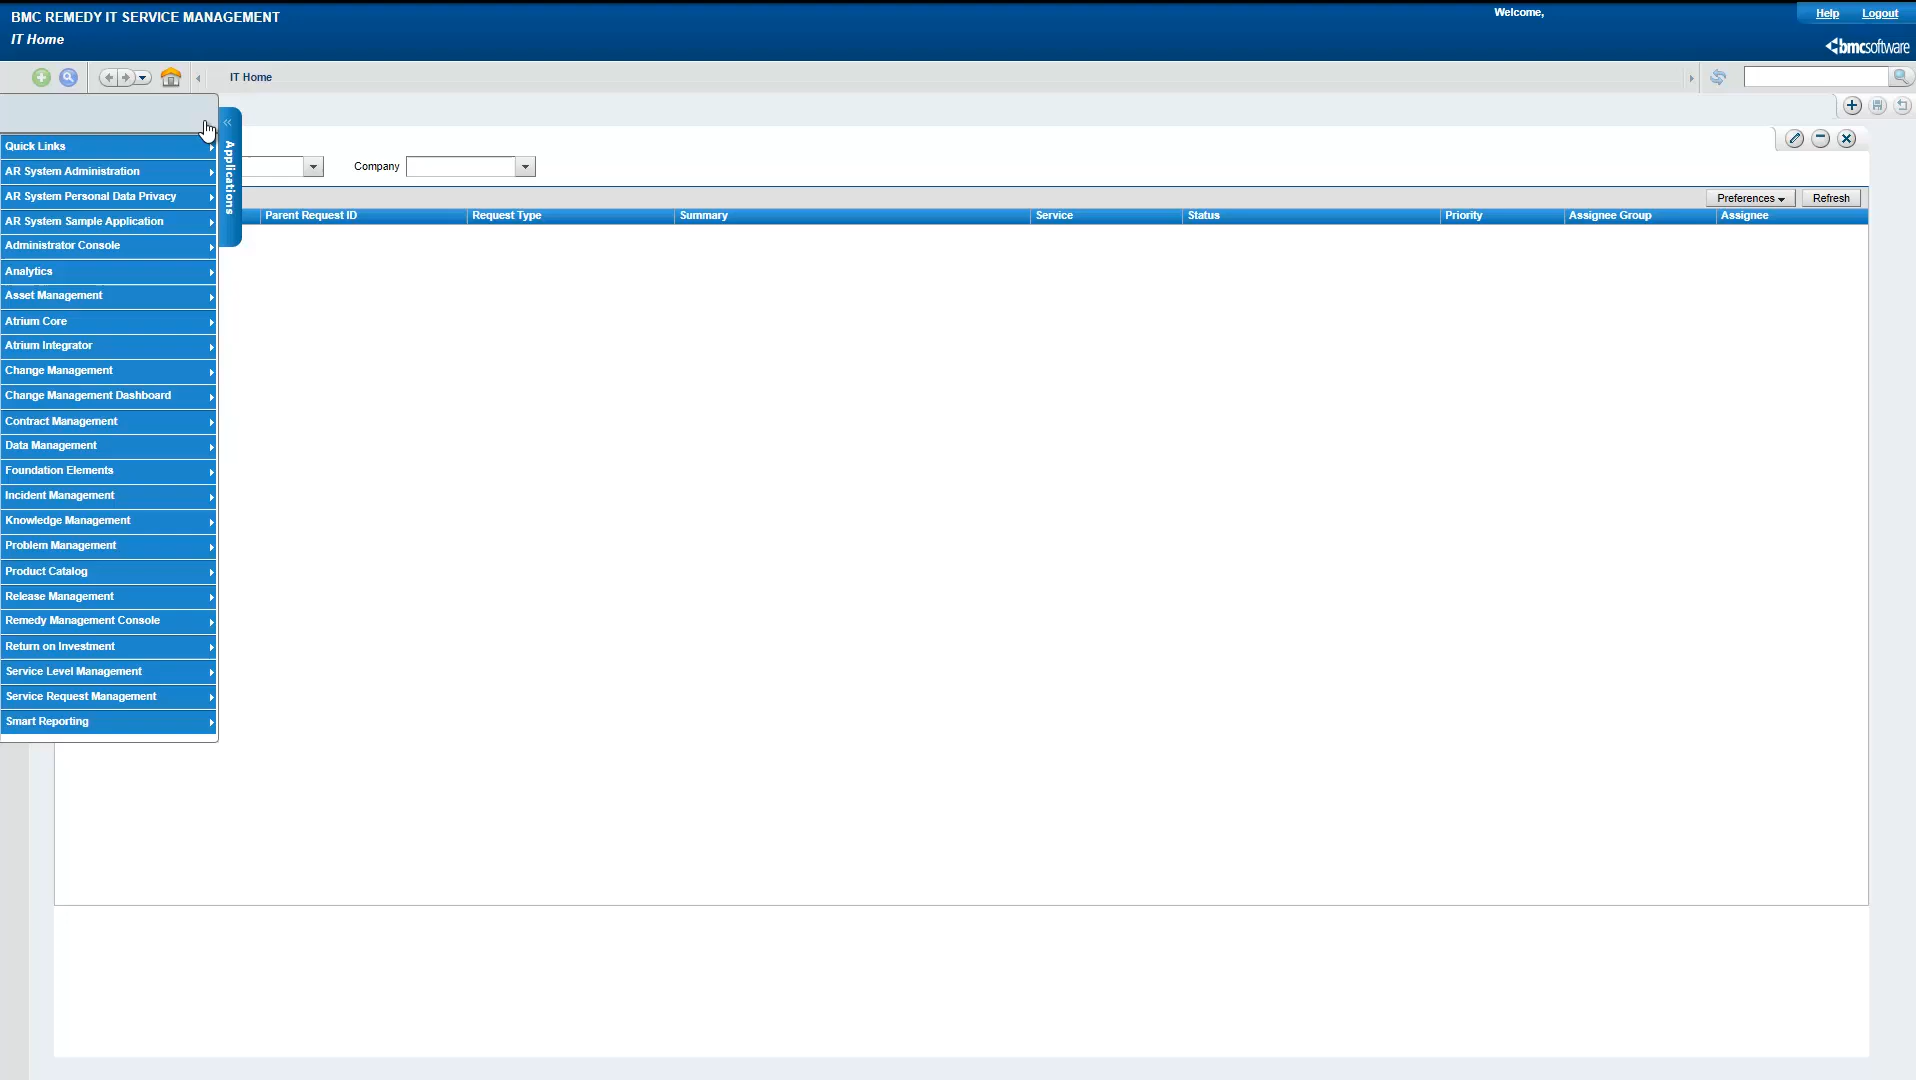 BMC REMEDY IT SERVICE MANAGEMENT
Welcome,
Help Logout
IT Home
bmcsoftware
IT Home
Applications
Quick Links
AR System Administration
AR System Personal Data Privacy
AR System Sample Application
Administrator Console
Analytics
Asset Management
Atrium Core
Atrium Integrator
Change Management
Change Management Dashboard
Contract Management
Data Management
Foundation Elements
Incident Management
Knowledge Management
Problem Management
Product Catalog
Release Management
Remedy Management Console
Return on Investment
Service Level Management
Service Request Management
Smart Reporting
Company
Preferences Refresh
Parent Request ID Request Type Summary Service Status Priority Assignee Group Assignee